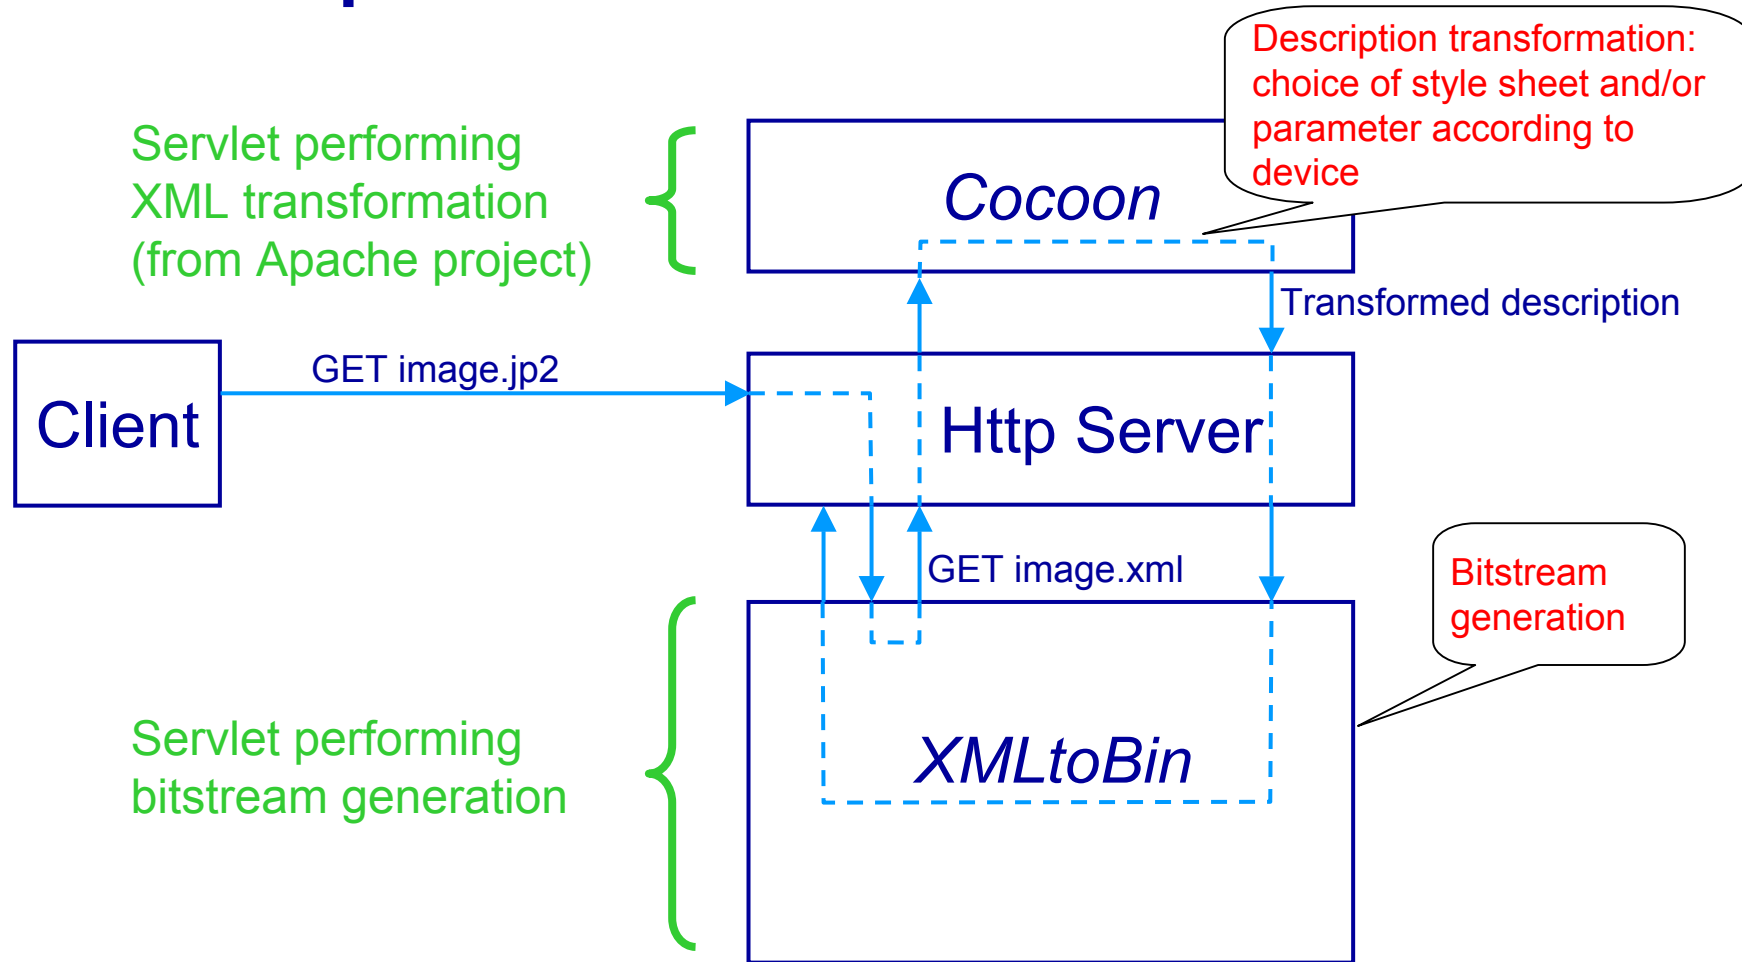 Description transformation:
choice of style sheet and/or
parameter according to
device
Servlet performing
XML transformation
(from Apache project)
Cocoon
Transformed description
GET image.jp2
Client
Http Server
GET image.xml
Bitstream
generation
Servlet performing
bitstream generation
XMLtoBin